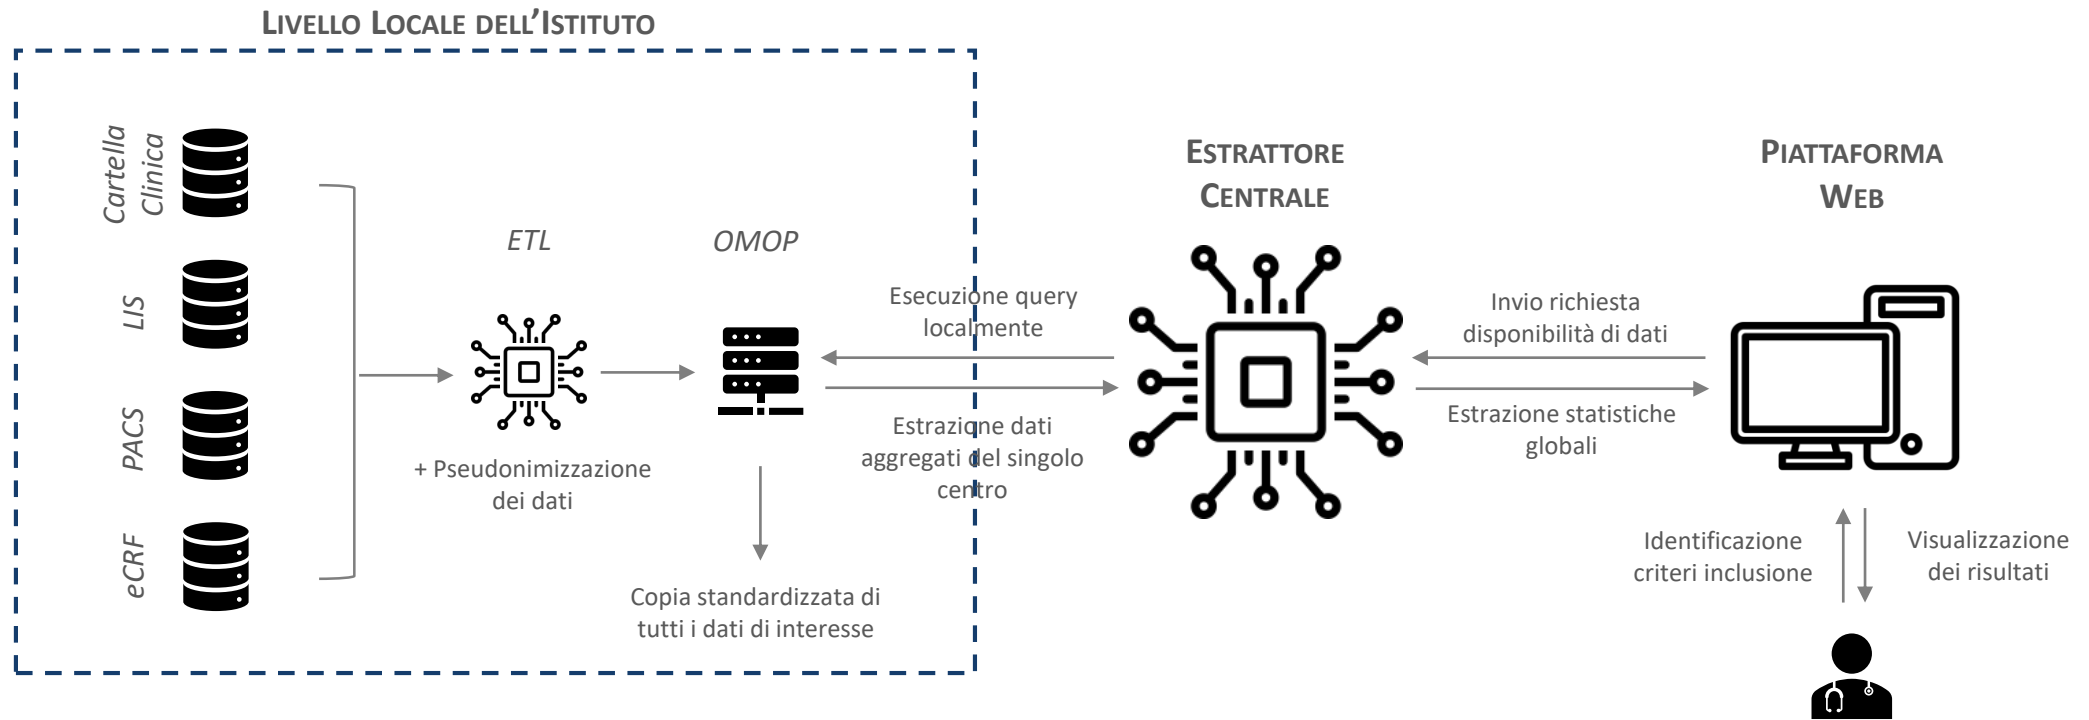 LIVELLO LOCALE DELL'ISTITUTO
Cartella
Clinica
LIS
PACS
eCRF
ETL
+ Pseudonimizzazione
dei dati
OMOP
Copia standardizzata di
tutti i dati di interesse
Esecuzione query
localmente
Estrazione dati
aggregati del singolo
centro
ESTRATTORE
CENTRALE
Invio richiesta
disponibilità di dati
Estrazione statistiche
globali
PIATTAFORMA
WEB
Identificazione
criteri inclusione
Visualizzazione
dei risultati